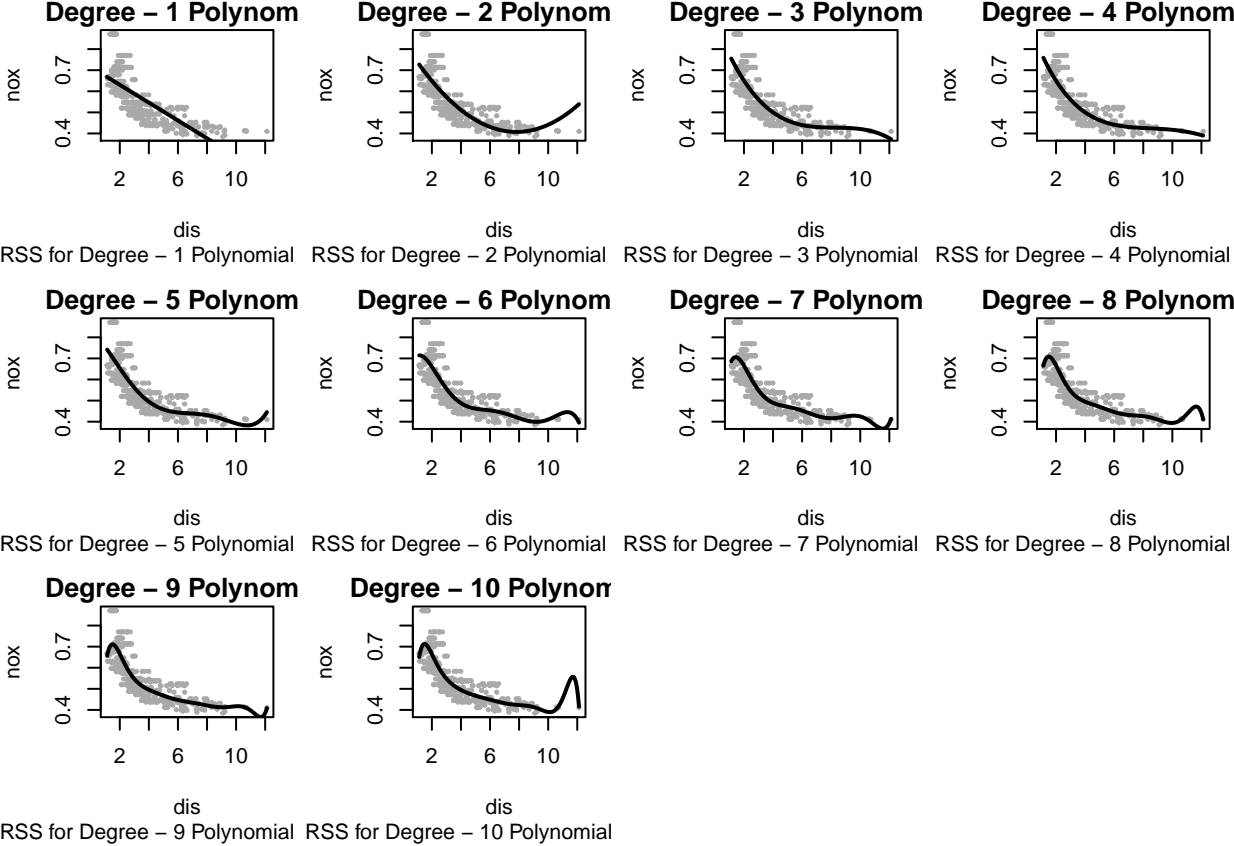 Degree – 1 Polynom Degree – 2 Polynom Degree – 3 Polynom Degree – 4 Polynom
nox 0.4 0.7 nox 0.4 0.7 nox 0.4 0.7 nox 0.4 0.7
2 6 10 2 6 10 2 6 10 2 6 10
dis dis dis dis
RSS for Degree – 1 Polynomial RSS for Degree – 2 Polynomial RSS for Degree – 3 Polynomial RSS for Degree – 4 Polynomial
Degree – 5 Polynom Degree – 6 Polynom Degree – 7 Polynom Degree – 8 Polynom
nox 0.4 0.7 nox 0.4 0.7 nox 0.4 0.7 nox 0.4 0.7
2 6 10 2 6 10 2 6 10 2 6 10
dis dis dis dis
RSS for Degree – 5 Polynomial RSS for Degree – 6 Polynomial RSS for Degree – 7 Polynomial RSS for Degree – 8 Polynomial
Degree – 9 Polynom Degree – 10 Polynom
nox 0.4 0.7 nox 0.4 0.7
2 6 10 2 6 10
dis dis
RSS for Degree – 9 Polynomial RSS for Degree – 10 Polynomial